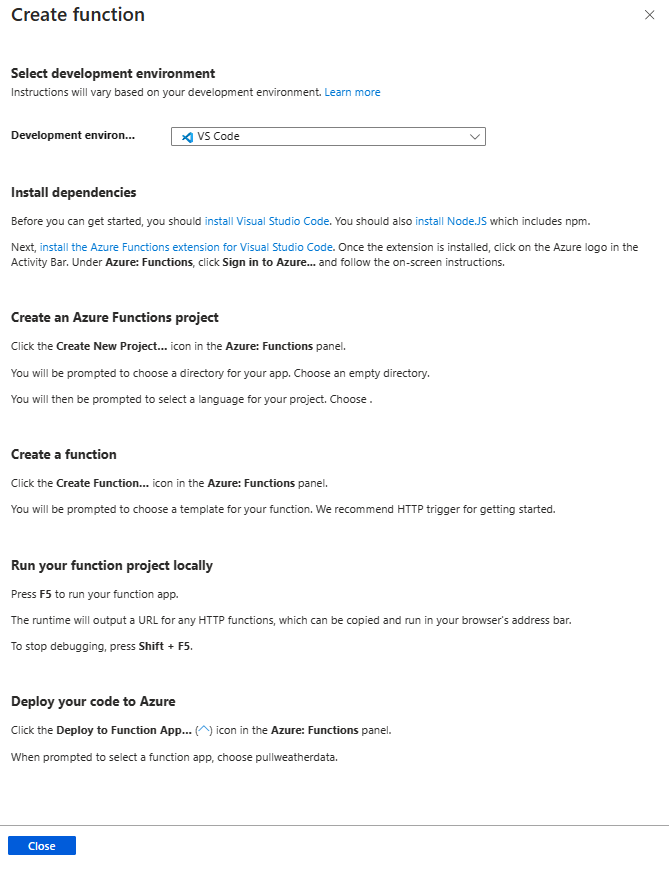 Create function
Select development environment
Instructions will vary based on your development environment. Learn more
Development environ... VS Code
Install dependencies
Before you can get started, you should install Visual Studio Code. You should also install Node.JS which includes npm.
Next, install the Azure Functions extension for Visual Studio Code. Once the extension is installed, click on the Azure logo in the
Activity Bar. Under Azure: Functions, click Sign in to Azure... and follow the on-screen instructions.
Create an Azure Functions project
Click the Create New Project... icon in the Azure: Functions panel.
You will be prompted to choose a directory for your app. Choose an empty directory.
You will then be prompted to select a language for your project. Choose .
Create a function
Click the Create Function... icon in the Azure: Functions panel.
You will be prompted to choose a template for your function. We recommend HTTP trigger for getting started.
Run your function project locally
Press F5 to run your function app.
The runtime will output a URL for any HTTP functions, which can be copied and run in your browser's address bar.
To stop debugging, press Shift + F5.
Deploy your code to Azure
Click the Deploy to Function App... () icon in the Azure: Functions panel.
When prompted to select a function app, choose pullweatherdata.
Close